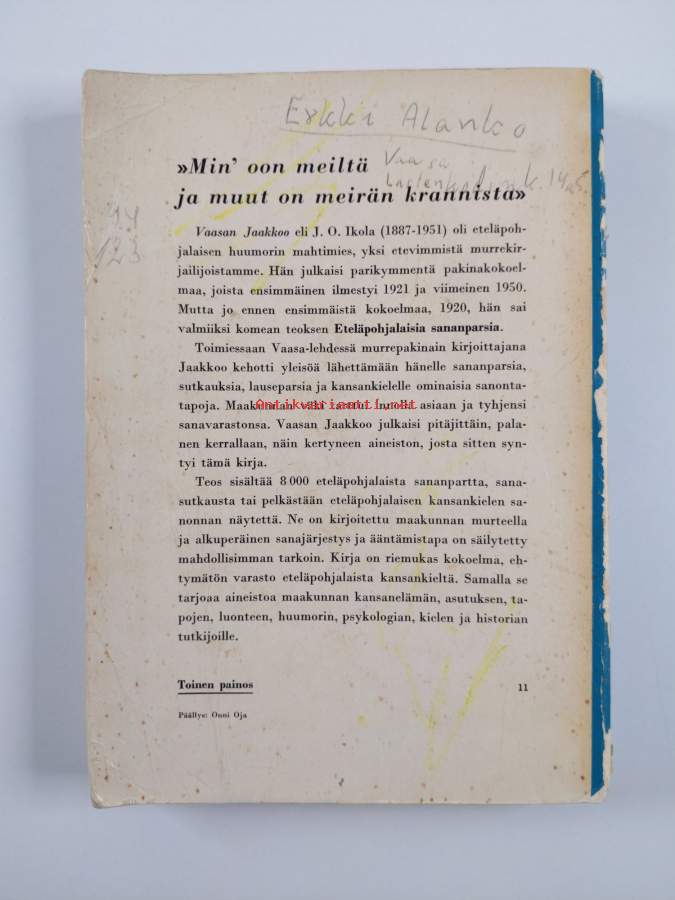 Erkki Alanko
Vaasa
»Min' oon meiltä
ja muut on meirän krannista»
Vaasan Jaakkoo eli J. O. Ikola (1887-1951) oli eteläpoh-
jalaisen huumorin mahtimies, yksi etevimmistä murrekir-
jailijoistamme. Hän julkaisi parikymmentä pakinakokoel-
maa, joista ensimmäinen ilmestyi 1921 ja viimeinen 1950.
Mutta jo ennen ensimmäistä kokoelmaa, 1920, hän sai
valmiiksi komean teoksen Eteläpohjalaisia sananparsia.
Toimiessaan Vaasa-lehdessä murrepakinain kirjoittajana
Jaakkoo kehotti yleisöä lähettämään hänelle sananparsia,
sutkauksia, lauseparsia ja kansankielelle ominaisia sanonta-
tapoja. Maakunnan väki taostui innolla asiaan ja tyhjensi
antikvariaatti.net
sanavarastonsa. Vaasan Jaakkoo julkaisi pitäjittäin, pala-
nen kerrallaan, näin kertyneen aineiston, josta sitten syn-
tyi tämä kirja.
Teos sisältää 8 000 eteläpohjalaista sananpartta, sana-
sutkausta tai pelkästään eteläpohjalaisen kansankielen sa-
nonnan näytettä. Ne on kirjoitettu maakunnan murteella
ja alkuperäinen sanajärjestys ja ääntämistapa on säilytetty
mahdollisimman tarkoin. Kirja on riemukas kokoelma, eh-
tymätön varasto eteläpohjalaista kansankieltä. Samalla se
tarjoaa aineistoa maakunnan kansanelämän, asutuksen, ta-
pojen, luonteen, huumorin, psykologian, kielen ja historian
tutkijoille.
Toinen painos 11
Päällys: Onni Oja